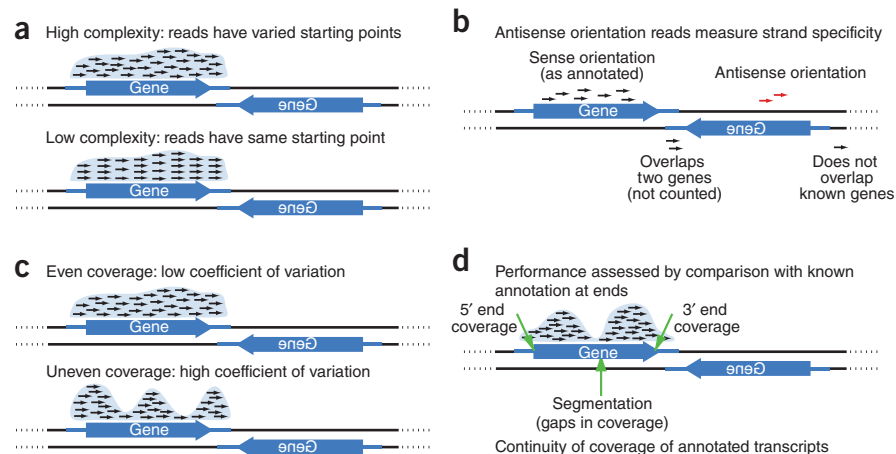 a
High complexity: reads have varied starting points
Gene
Gene
Low complexity: reads have same starting point
Gene
Gene
b
Antisense orientation reads measure strand specificity
Sense orientation
(as annotated)
Antisense orientation
Gene
Gene
Overlaps
two genes
(not counted)
Does not
overlap
known genes
c
Even coverage: low coefficient of variation
Gene
Gene
Uneven coverage: high coefficient of variation
Gene
Gene
d
Performance assessed by comparison with known
annotation at ends
5′ end
coverage
3′ end
coverage
Gene
Gene
Segmentation
(gaps in coverage)
Continuity of coverage of annotated transcripts